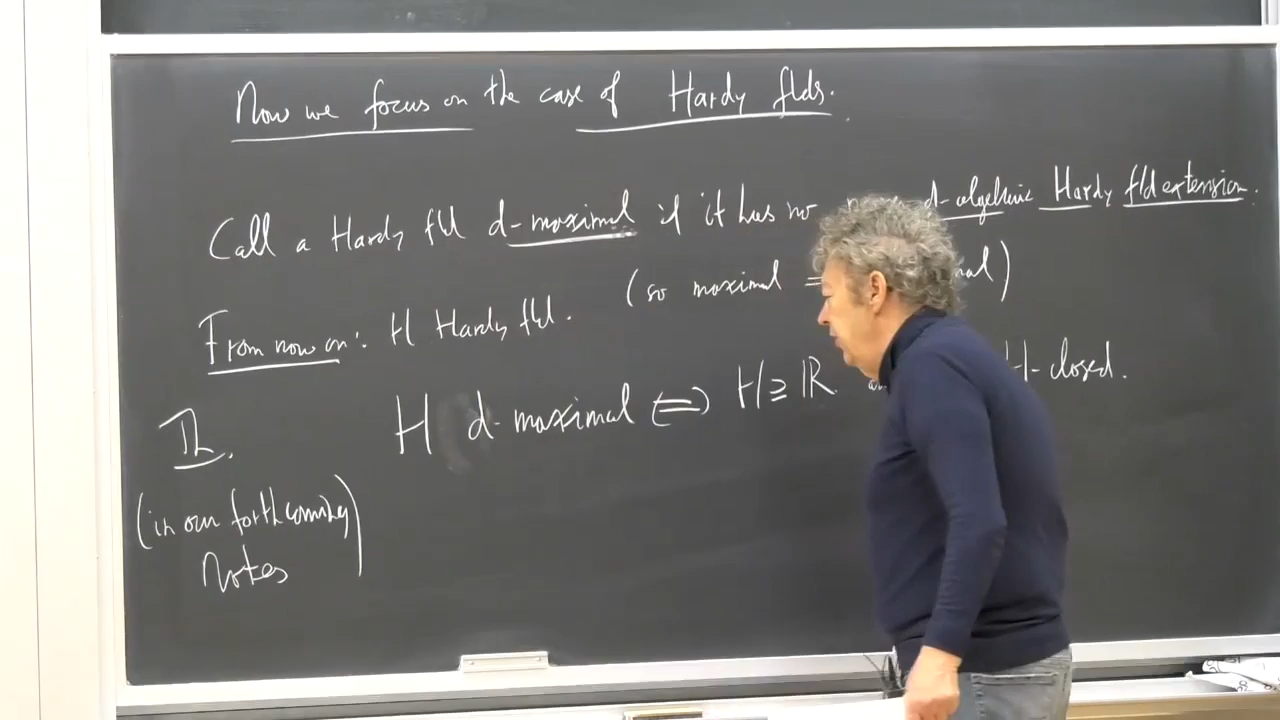 Now we focus on the case of Hardy flds.
Call a Hardy fld d-maximal if it has no d-algebraic Hardy fld extension.
(so maximal ⇒ nal)
From now on: H Hardy fld.
Th. H d-maximal ⇔ H ⊇ ℝ H-closed.
(in our forthcoming
Notes)